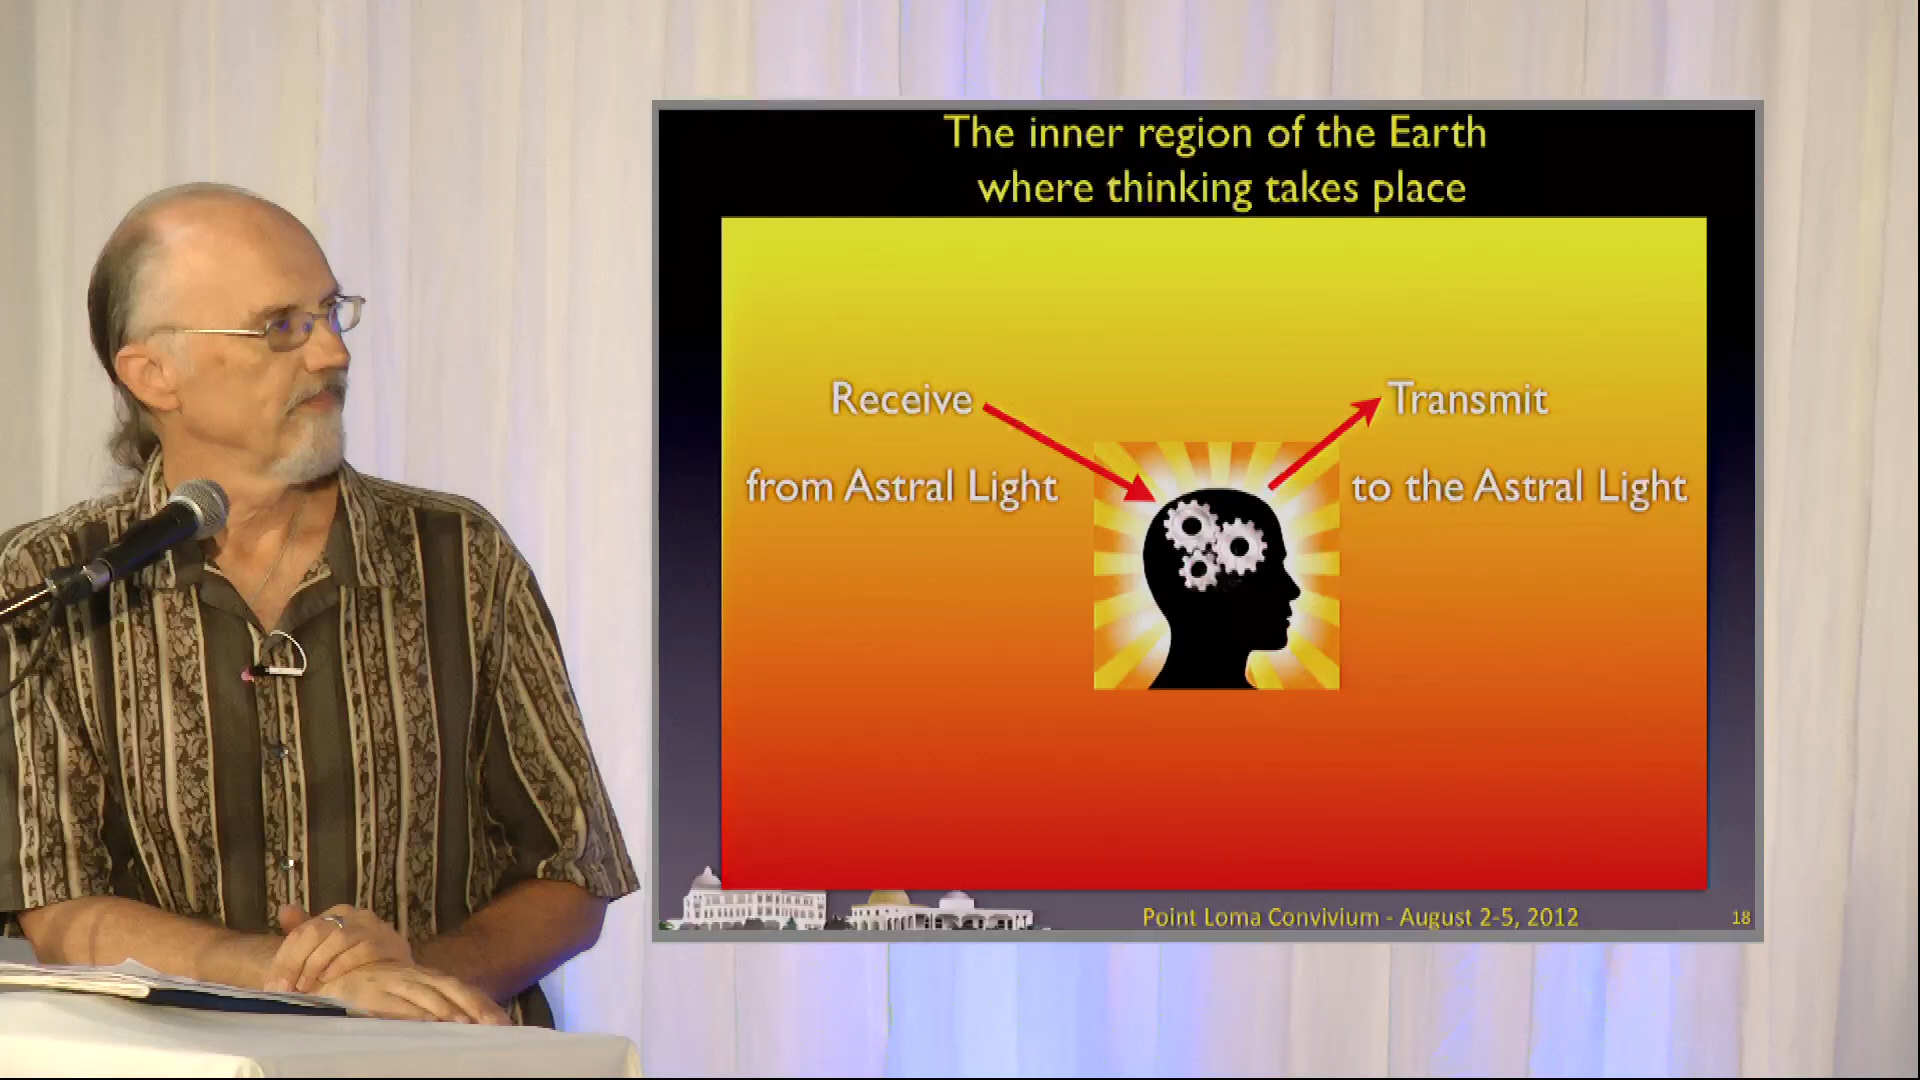 The inner region of the Earth
where thinking takes place
Receive
Transmit
from Astral Light
to the Astral Light
Point Loma Convivium - August 2-5, 2012
18